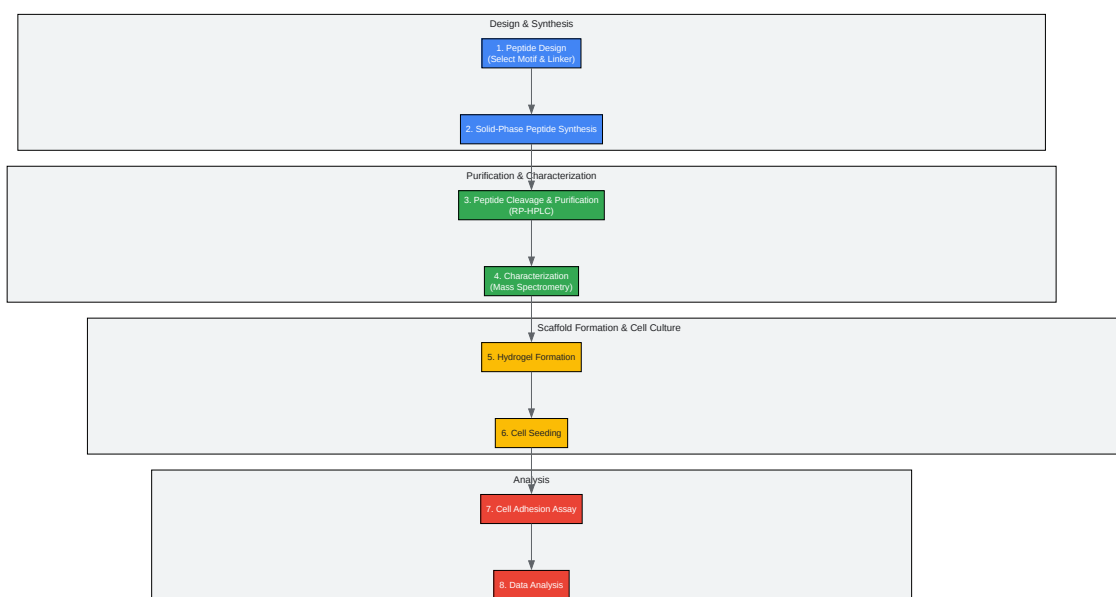 Design & Synthesis
1. Peptide Design
(Select Motif & Linker)
2. Solid-Phase Peptide Synthesis
Purification & Characterization
3. Peptide Cleavage & Purification
(RP-HPLC)
4. Characterization
(Mass Spectrometry)
Scaffold Formation & Cell Culture
5. Hydrogel Formation
6. Cell Seeding
Analysis
7. Cell Adhesion Assay
8. Data Analysis